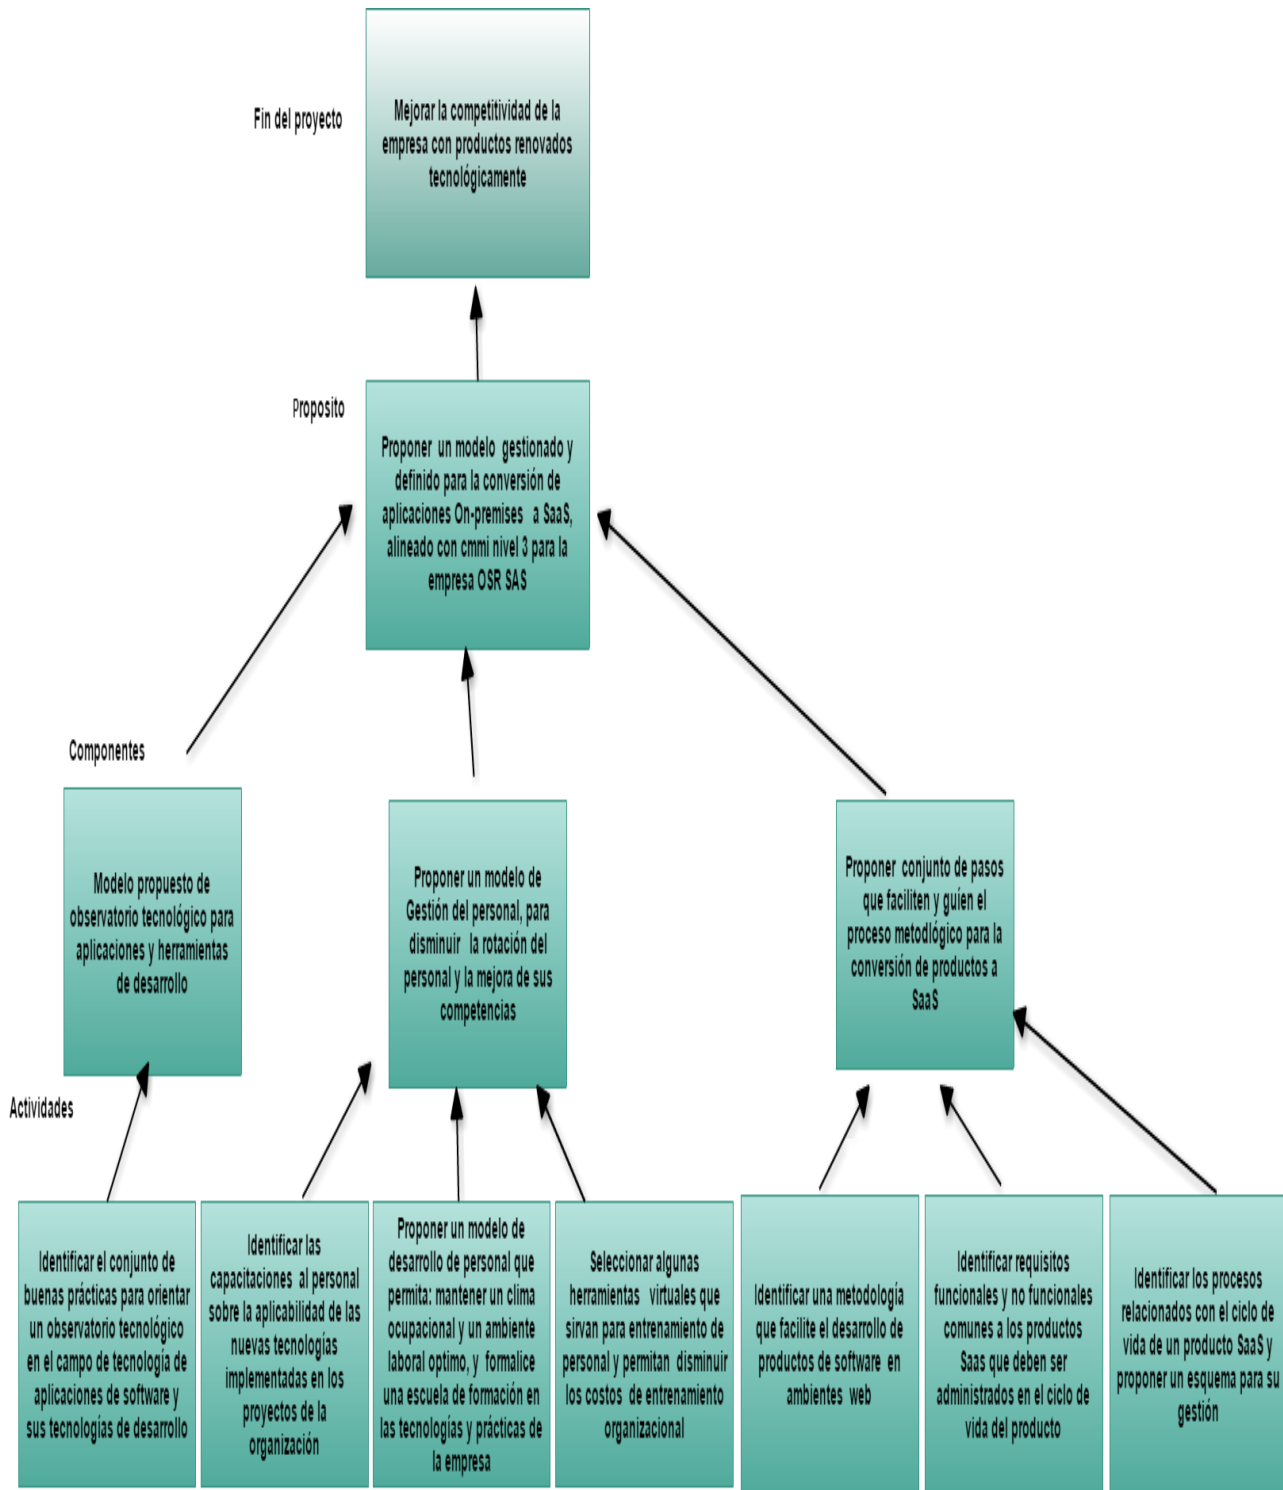 Fin del proyecto
Mejorar la competitividad de la
empresa con productos renovados
tecnológicamente
Proposito
Proponer un modelo gestionado y
definido para la conversión de
aplicaciones On-premises a SaaS,
alineado con cmmi nivel 3 para la
empresa OSR SAS
Componentes
Modelo propuesto de
observatorio tecnológico para
aplicaciones y herramientas
de desarrollo
Proponer un modelo de
Gestión del personal, para
disminuir la rotación del
personal y la mejora de sus
competencias
Proponer conjunto de pasos
que faciliten y guíen el
proceso metodlógico para la
conversión de productos a
SaaS
Actividades
Identificar el conjunto de
buenas prácticas para orientar
un observatorio tecnológico
en el campo de tecnología de
aplicaciones de software y
sus tecnologías de desarrollo
Identificar las
capacitaciones al personal
sobre la aplicabilidad de las
nuevas tecnologías
implementadas en los
proyectos de la
organización
Proponer un modelo de
desarrollo de personal que
permita: mantener un clima
ocupacional y un ambiente
laboral optimo, y formalice
una escuela de formación en
las tecnologías y prácticas de
la empresa
Seleccionar algunas
herramientas virtuales que
sirvan para entrenamiento de
personal y permitan disminuir
los costos de entrenamiento
organizacional
Identificar una metodología
que facilite el desarrollo de
productos de software en
ambientes web
Identificar requisitos
funcionales y no funcionales
comunes a los productos
Saas que deben ser
administrados en el ciclo de
vida del producto
Identificar los procesos
relacionados con el ciclo de
vida de un producto SaaS y
proponer un esquema para su
gestión